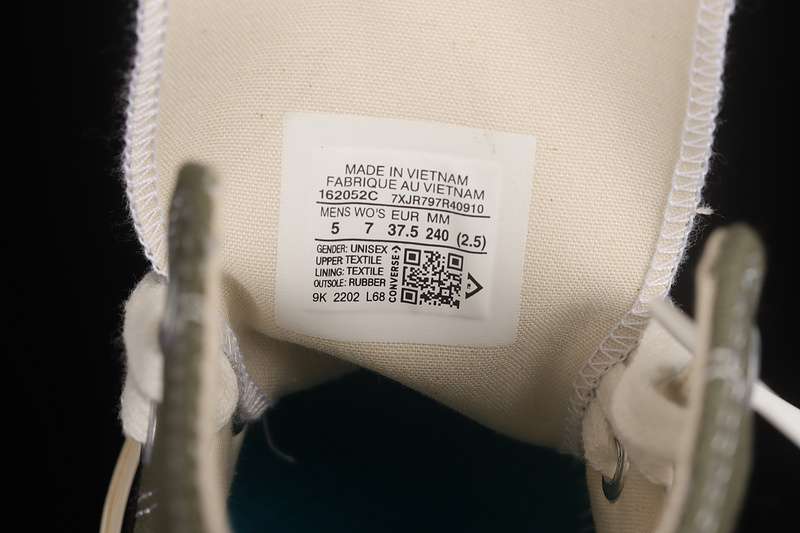 MADE IN VIETNAM
FABRIQUE AU VIETNAM
162052C 7XJR797R40910
MENS WO'S EUR MM
5 7 37.5 240 (2.5)
GENDER: UNISEX
UPPER TEXTILE
LINING: TEXTILE
OUTSOLE: RUBBER
9K 2202 L68
CONVERSE